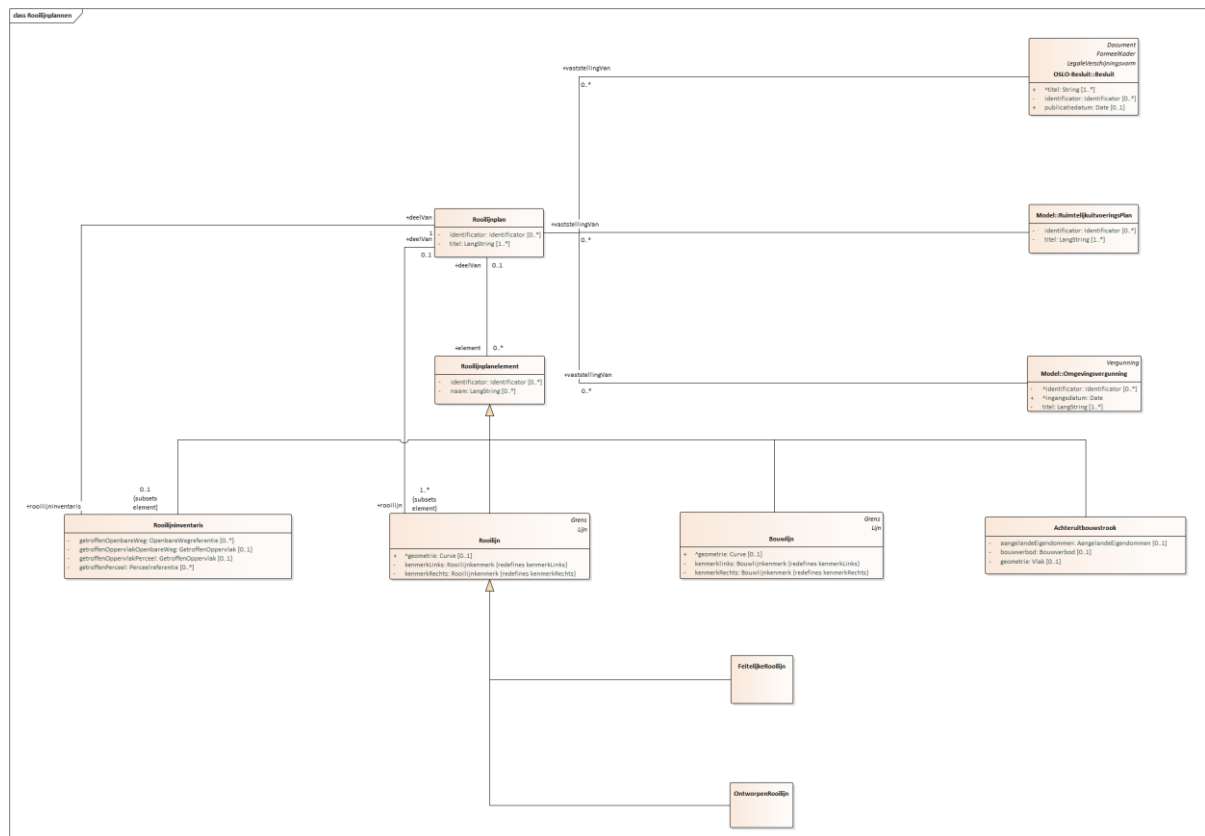 class Rooilijnplannen
Document
FormeelKader
LegaleVerschijningsvorm
OSLO-Besluit::Besluit
+ ^titel: String [1..*]
- identificator: Identificator [0..*]
+ publicatiedatum: Date [0..1]
+vaststellingVan
0..*
+deelVan
1
+deelVan
0..1
Rooilijnplan
- identificator: Identificator [0..*]
- titel: LangString [1..*]
+vaststellingVan
0..*
Model::RuimtelijkuitvoeringsPlan
- identificator: Identificator [0..*]
- titel: LangString [1..*]
+deelVan
0..1
+element
0..*
Rooilijnplanelement
- identificator: Identificator [0..*]
- naam: LangString [0..*]
+vaststellingVan
0..*
Vergunning
Model::Omgevingsvergunning
- ^identificator: Identificator [0..*]
+ ^ingangsdatum: Date
- titel: LangString [1..*]
+rooilijninventaris
0..1
{subsets
element}
+rooilijn
1..*
{subsets
element}
Rooilijninventaris
- getroffenOpenbareWeg: OpenbareWegreferentie [0..*]
- getroffenOppervlakOpenbareWeg: GetroffenOppervlak [0..1]
- getroffenOppervlakPerceel: GetroffenOppervlak [0..1]
- getroffenPerceel: Perceelreferentie [0..*]
Grens
Lijn
Rooilijn
+ ^geometrie: Curve [0..1]
- kenmerkLinks: Rooilijnkenmerk {redefines kenmerkLinks}
- kenmerkRechts: Rooilijnkenmerk {redefines kenmerkRechts}
Grens
Lijn
Bouwlijn
+ ^geometrie: Curve [0..1]
- kenmerklinks: Bouwlijnkenmerk {redefines kenmerkLinks}
- kenmerkRechts: Bouwlijnkenmerk {redefines kenmerkRechts}
Achteruitbouwstrook
- aangelandeEigendommen: AangelandeEigendommen [0..1]
- bouwverbod: Bouwverbod [0..1]
- geometrie: Vlak [0..1]
FeitelijkeRooilijn
OntworpenRooilijn